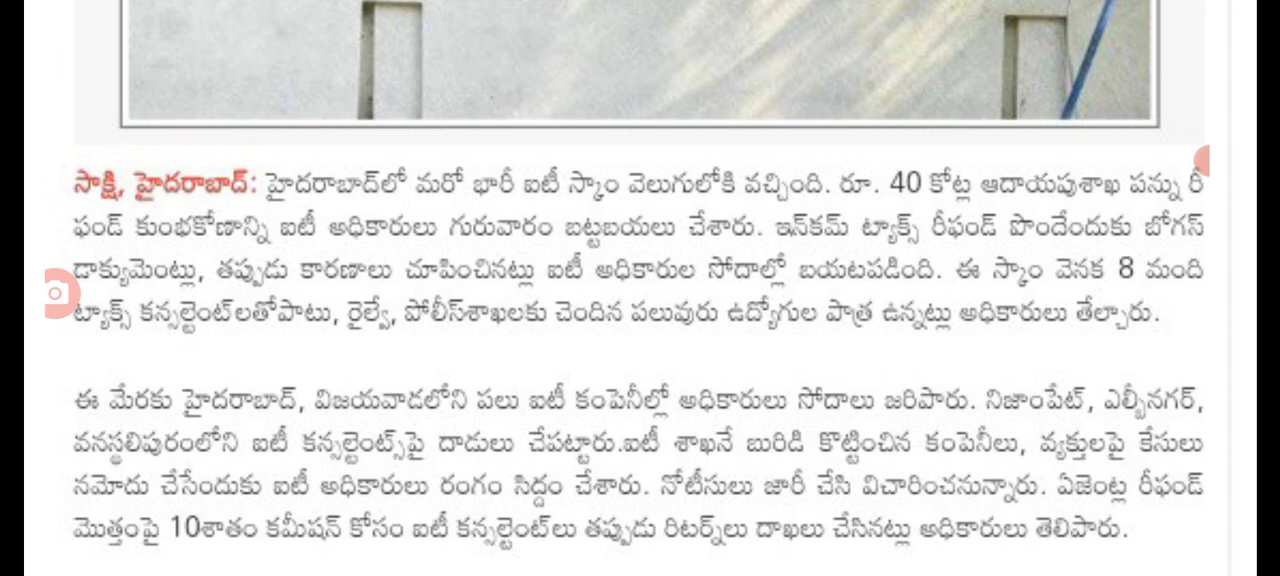 సాక్షి, హైదరాబాద్: హైదరాబాద్‌లో మరో భారీ ఐటీ స్కాం వెలుగులోకి వచ్చింది. రూ. 40 కోట్ల ఆదాయపుశాఖ పన్ను రీ
ఫండ్ కుంభకోణాన్ని ఐటీ అధికారులు గురువారం బట్టబయలు చేశారు. ఇన్‌కమ్ ట్యాక్స్ రీఫండ్ పొందేందుకు బోగస్
డాక్యుమెంట్లు, తప్పుడు కారణాలు చూపించినట్లు ఐటీ అధికారుల సోదాల్లో బయటపడింది. ఈ స్కాం వెనక 8 మంది
ట్యాక్స్ కన్సల్టెంట్‌లతోపాటు, రైల్వే, పోలీస్‌శాఖలకు చెందిన పలువురు ఉద్యోగుల పాత్ర ఉన్నట్లు అధికారులు తేల్చారు.
ఈ మేరకు హైదరాబాద్, విజయవాడలోని పలు ఐటీ కంపెనీల్లో అధికారులు సోదాలు జరిపారు. నిజాంపేట్, ఎల్బీనగర్,
వనస్థలిపురంలోని ఐటీ కన్సల్టెంట్స్‌పై దాడులు చేపట్టారు.ఐటీ శాఖనే బురిడి కొట్టించిన కంపెనీలు, వ్యక్తులపై కేసులు
నమోదు చేసేందుకు ఐటీ అధికారులు రంగం సిద్దం చేశారు. నోటీసులు జారీ చేసి విచారించనున్నారు. ఏజెంట్ల రీఫండ్
మొత్తంపై 10శాతం కమీషన్ కోసం ఐటీ కన్సల్టెంట్‌లు తప్పుడు రిటర్న్‌లు దాఖలు చేసినట్లు అధికారులు తెలిపారు.